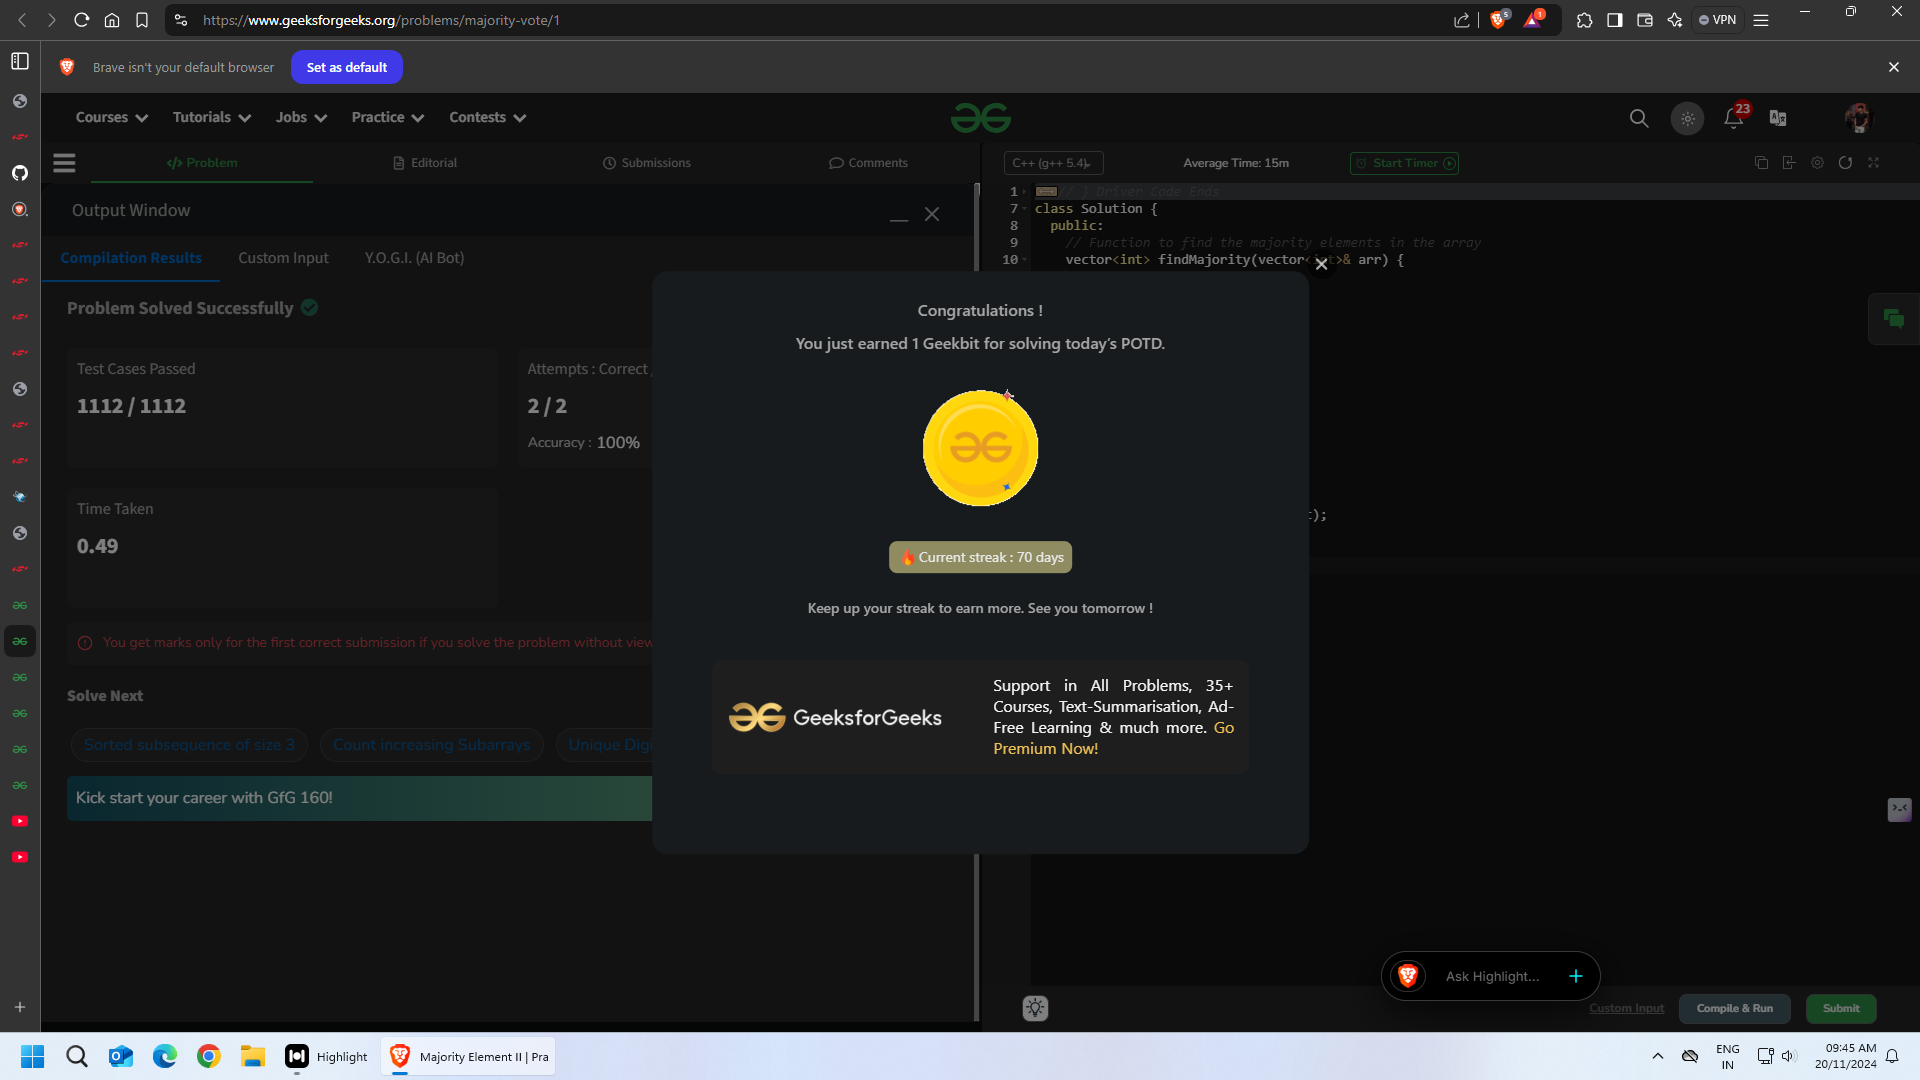 https://www.geeksforgeeks.org/problems/majority-vote/1
5
1
VPN
Brave isn't your default browser
Set as default
Courses
Tutorials
Jobs
Practice
Contests
23
</> Problem
Editorial
Submissions
Comments
C++ (g++ 5.4)
Average Time: 15m
Start Timer
Output Window
Compilation Results
Custom Input
Y.O.G.I. (AI Bot)
1 // } Driver Code Ends
7 class Solution {
8 public:
9 // Function to find the majority elements in the array
10 vector<int> findMajority(vector<int>& arr) {
Problem Solved Successfully
Test Cases Passed
1112 / 1112
Attempts : Correct
2 / 2
Accuracy : 100%
Time Taken
0.49
You get marks only for the first correct submission if you solve the problem without
Solve Next
Sorted subsequence of size 3
Count increasing Subarrays
Unique
Kick start your career with GfG 160!
Congratulations !
You just earned 1 Geekbit for solving today's POTD.
Current streak : 70 days
Keep up your streak to earn more. See you tomorrow !
GeeksforGeeks
Support in All Problems, 35+
Courses, Text-Summarisation, Ad-
Free Learning & much more. Go
Premium Now!
);
Ask Highlight...
Custom Input
Compile & Run
Submit
Highlight
Majority Element II | Pra
ENG
IN
09:45 AM
20/11/2024